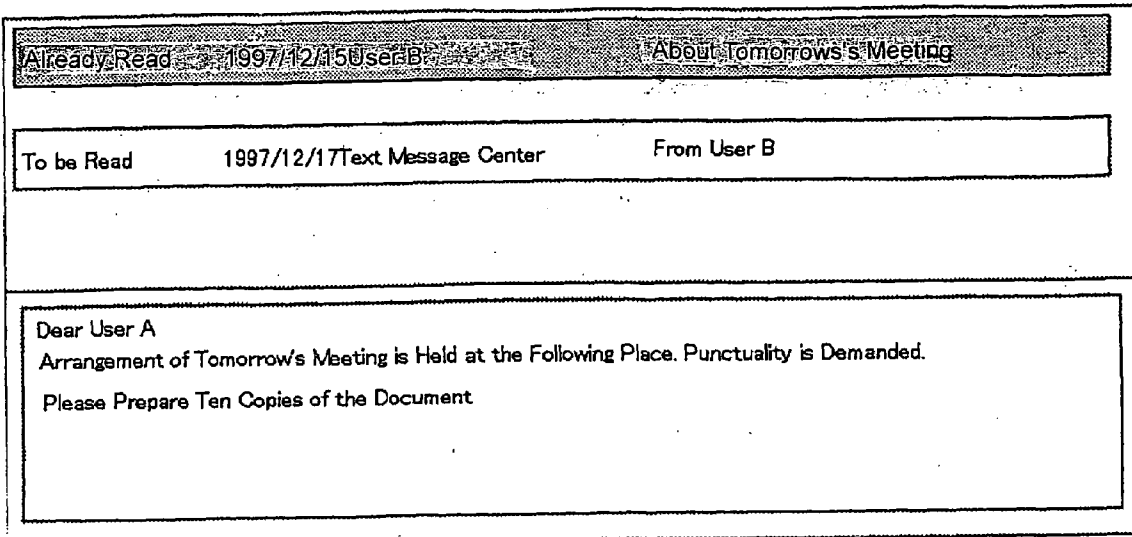 Already Read 1997/12/15User B About Tomorrows's Meeting
To be Read 1997/12/17Text Message Center From User B
Dear User A
Arrangement of Tomorrow's Meeting is Held at the Following Place. Punctuality is Demanded.
Please Prepare Ten Copies of the Document